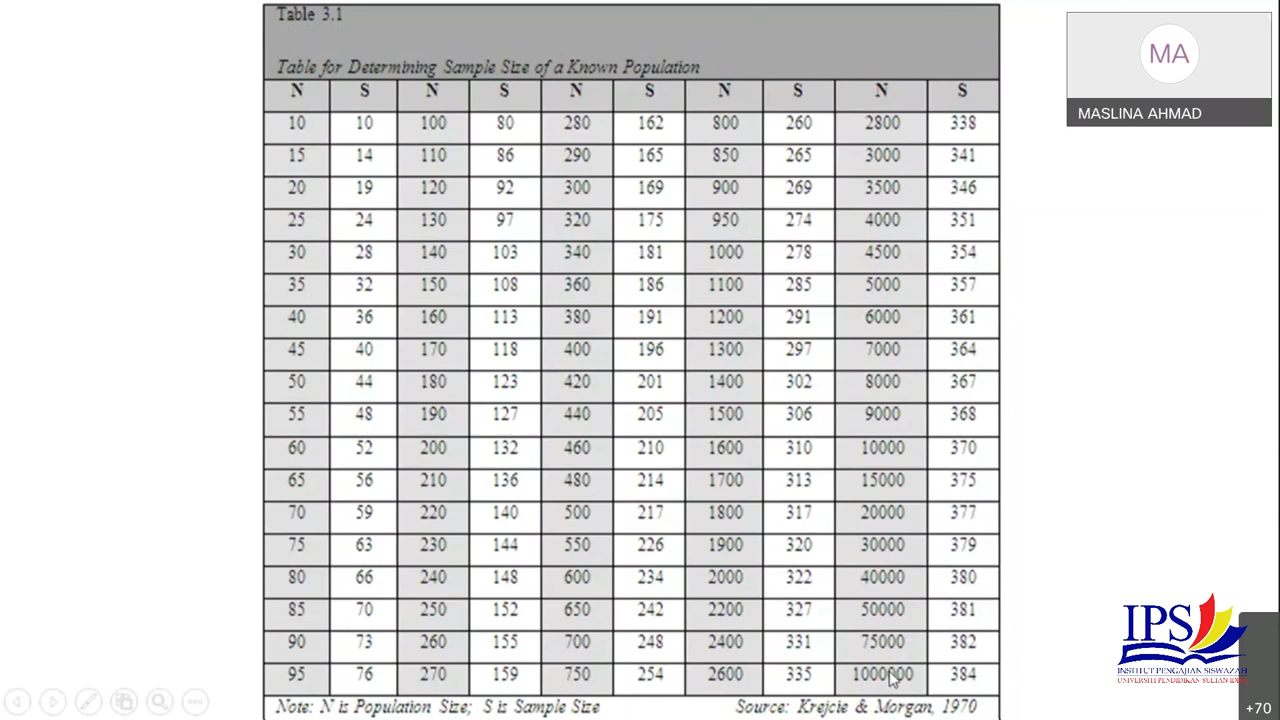 Table 3.1
Table for Determining Sample Size of a Known Population
N S N S N S N S N S
10 10 100 80 280 162 800 260 2800 338
15 14 110 86 290 165 850 265 3000 341
20 19 120 92 300 169 900 269 3500 346
25 24 130 97 320 175 950 274 4000 351
30 28 140 103 340 181 1000 278 4500 354
35 32 150 108 360 186 1100 285 5000 357
40 36 160 113 380 191 1200 291 6000 361
45 40 170 118 400 196 1300 297 7000 364
50 44 180 123 420 201 1400 302 8000 367
55 48 190 127 440 205 1500 306 9000 368
60 52 200 132 460 210 1600 310 10000 370
65 56 210 136 480 214 1700 313 15000 375
70 59 220 140 500 217 1800 317 20000 377
75 63 230 144 550 226 1900 320 30000 379
80 66 240 148 600 234 2000 322 40000 380
85 70 250 152 650 242 2200 327 50000 381
90 73 260 155 700 248 2400 331 75000 382
95 76 270 159 750 254 2600 335 1000000 384
Note: N is Population Size; S is Sample Size Source: Krejcie & Morgan, 1970
MA
MASLINA AHMAD
IPS
INSTITUT PENGAJIAN SISWAZAH
UNIVERSITI PENDIDIKAN SULTAN
+70